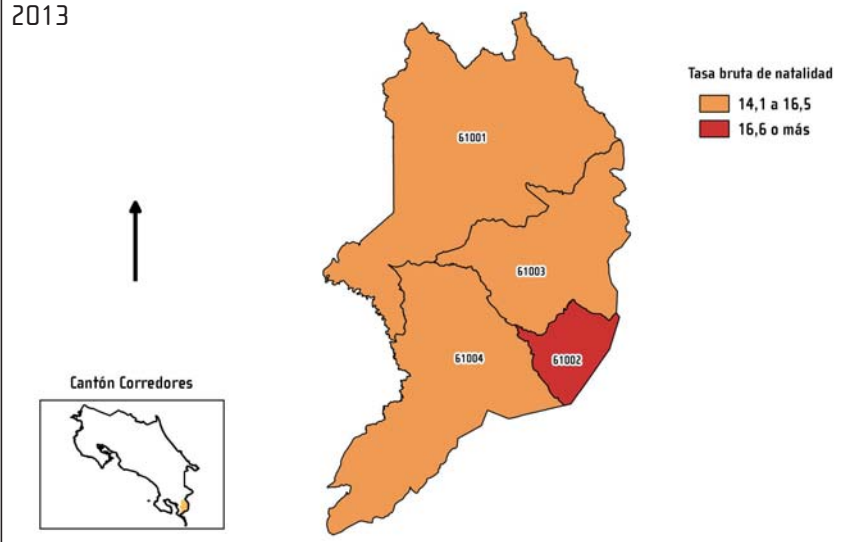 2013
Tasa bruta de natalidad
14,1 a 16,5
16,6 o más
61001
61003
61002
61004
Cantón Corredores